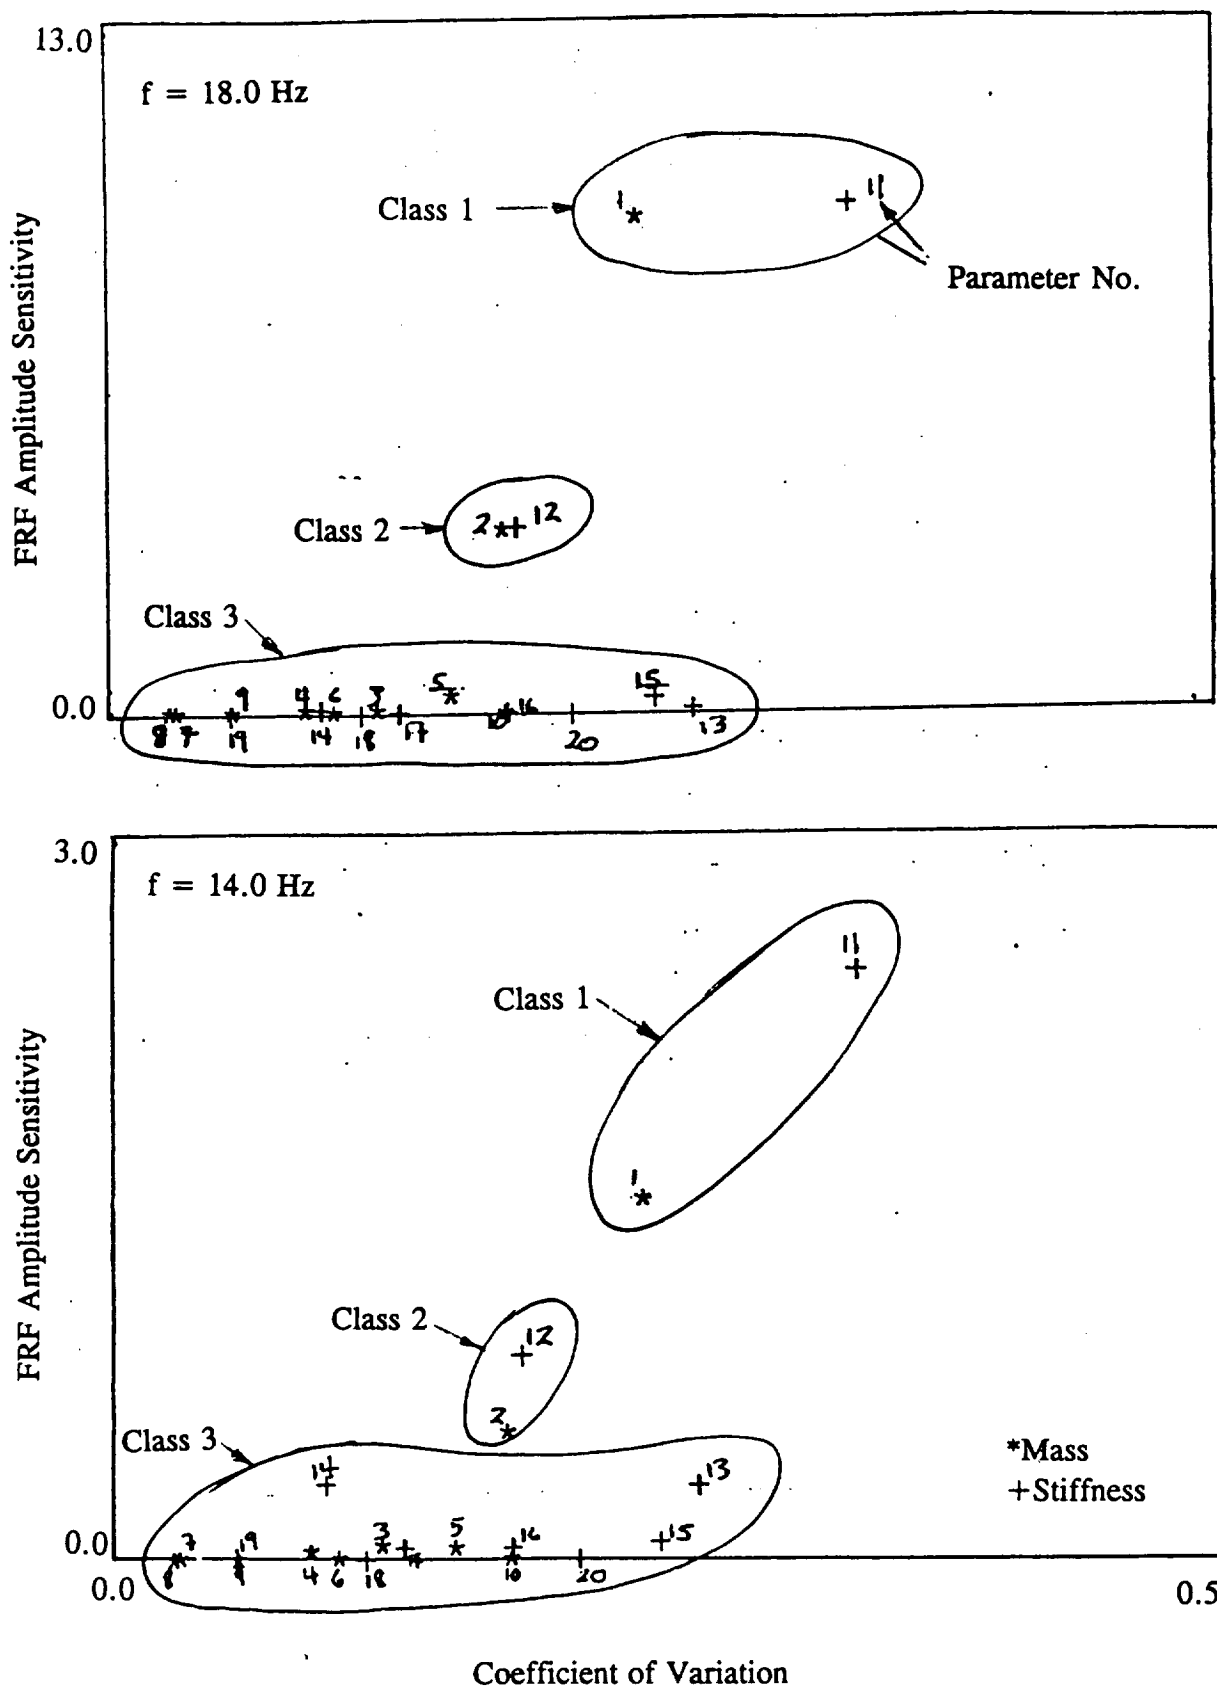 13.0
f = 18.0 Hz
FRF Amplitude Sensitivity
Class 1
1
11
Parameter No.
Class 2
2
12
Class 3
0.0
9 4 6 3 5 16 15
8 7 19 14 18 17 10 20 13
3.0
f = 14.0 Hz
FRF Amplitude Sensitivity
Class 1
11
1
Class 2
12
2
Class 3
14
13
*Mass
+Stiffness
0.0
7 19 3 5 16 15
8 9 4 6 18 10 20
0.0
0.5
Coefficient of Variation